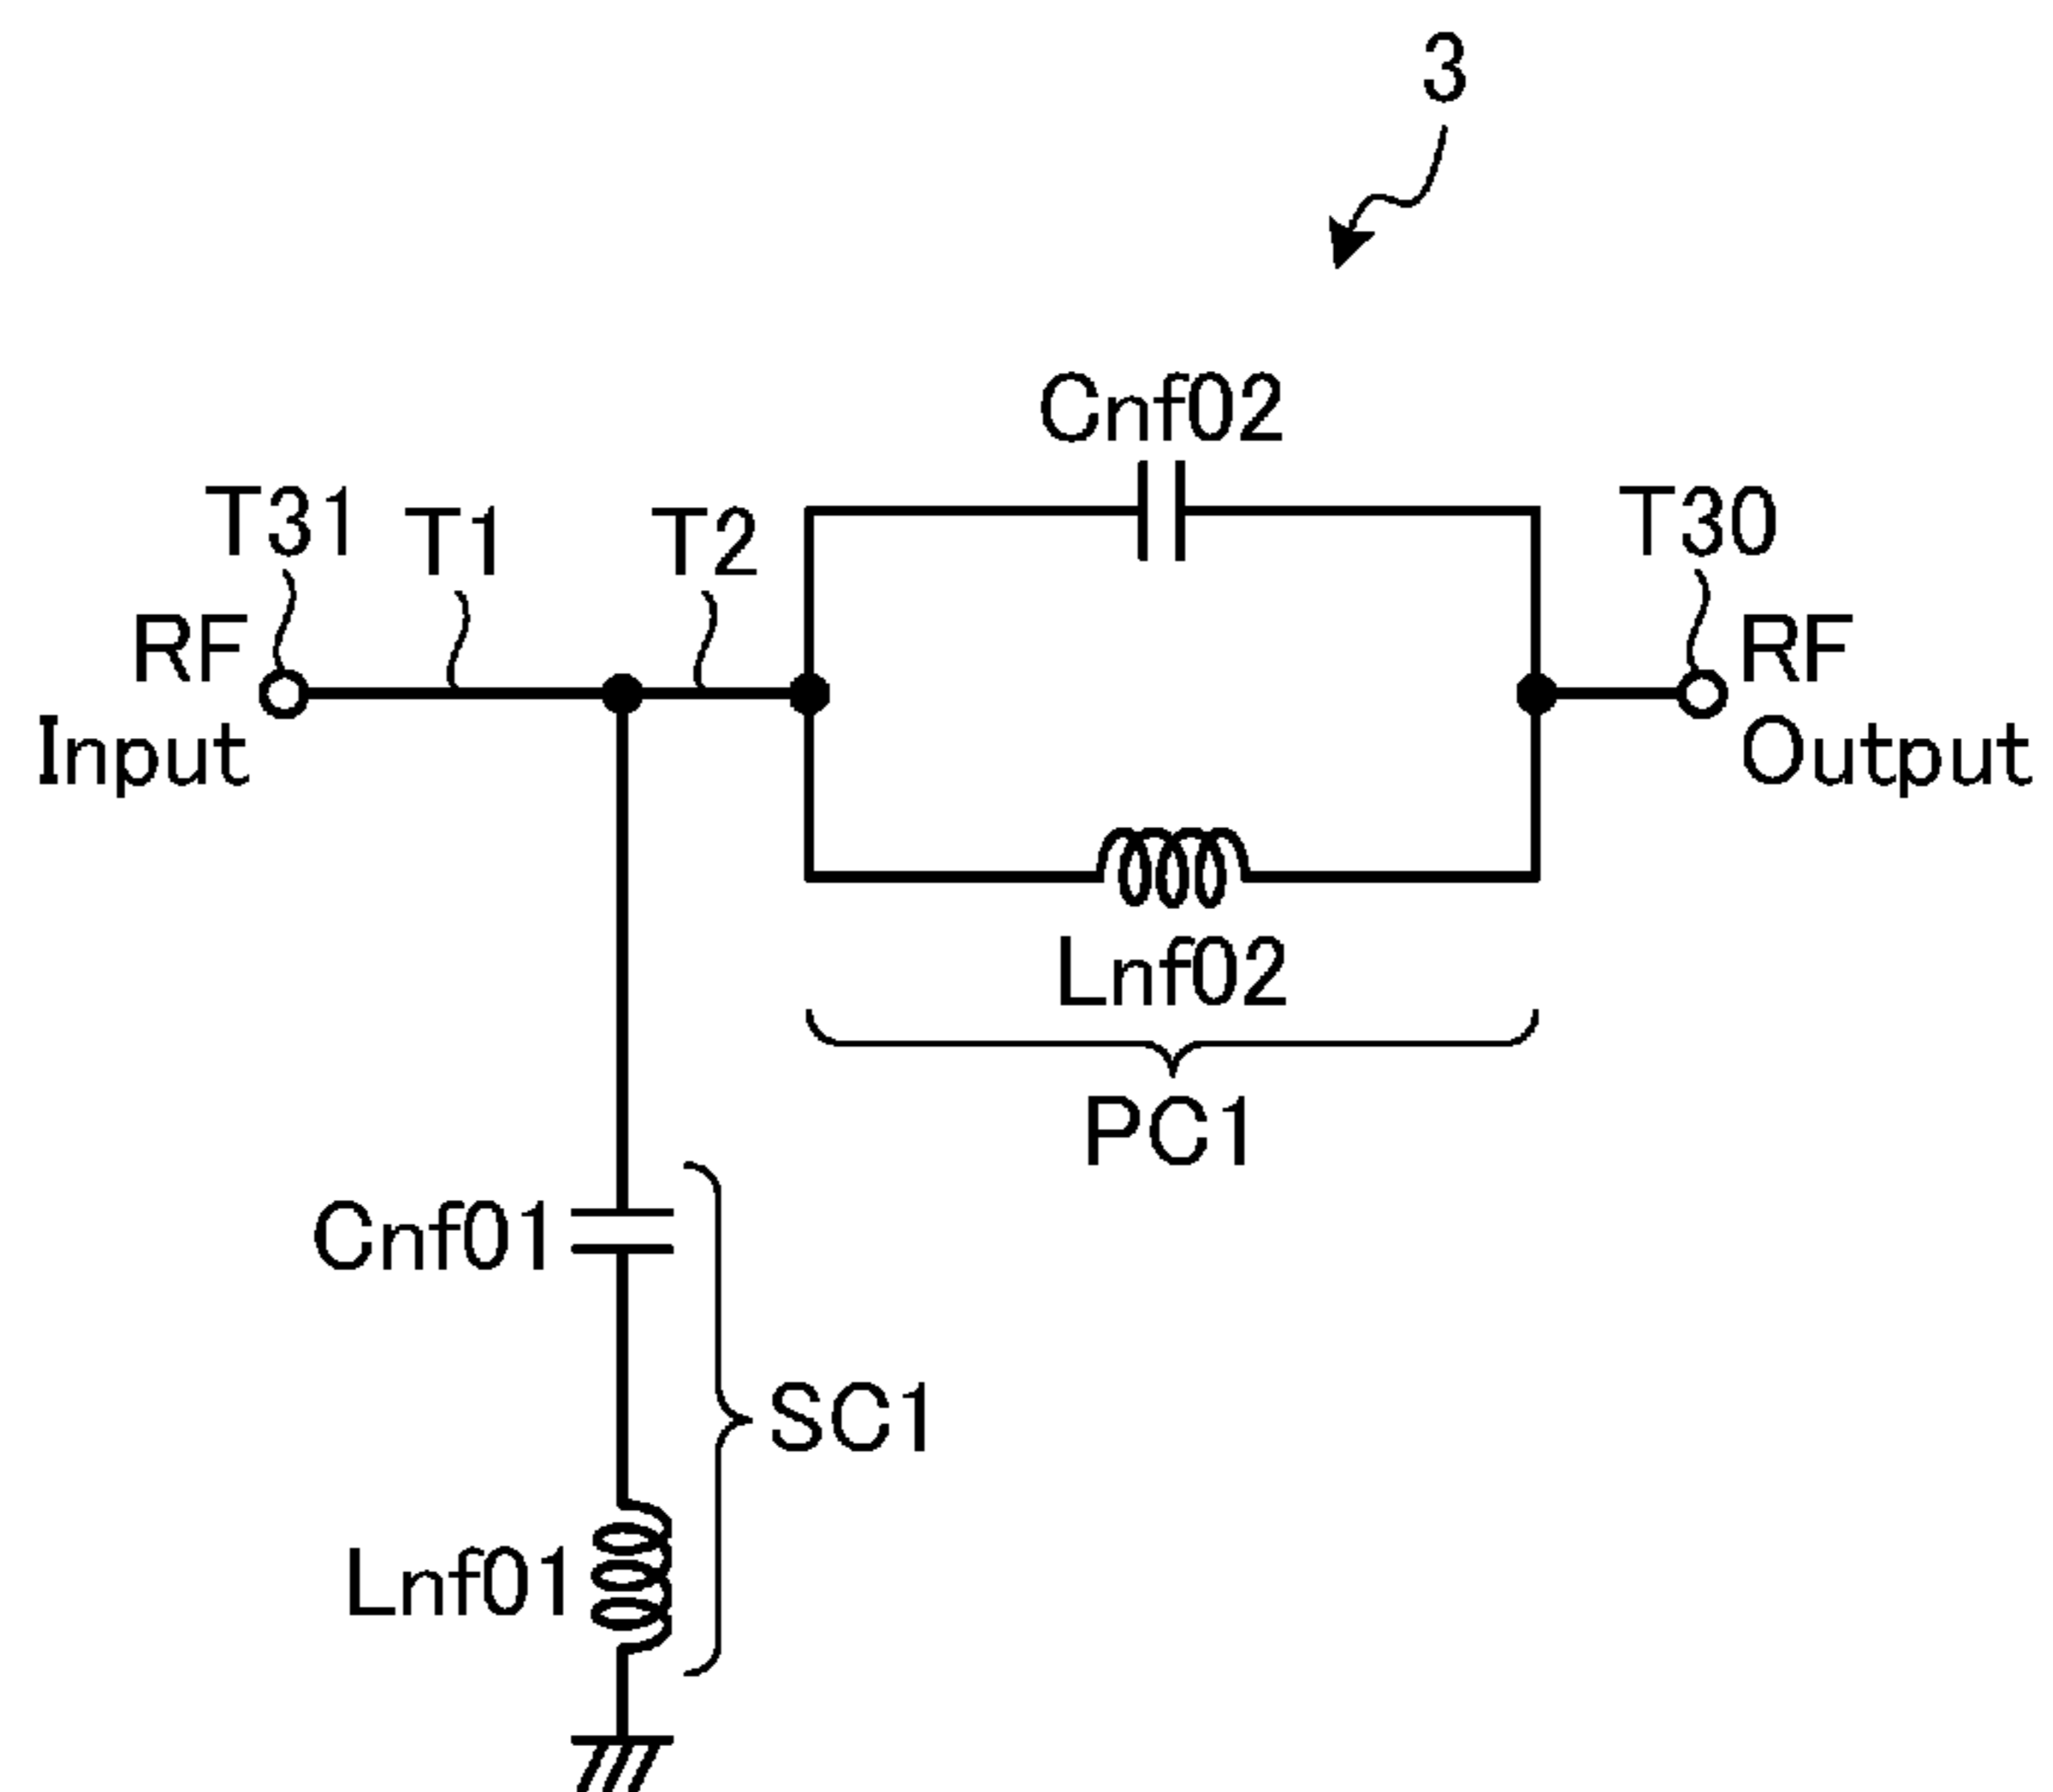 3
Cnf02
T31
T1
T2
T30
RF
Input
RF
Output
Lnf02
PC1
Cnf01
SC1
Lnf01